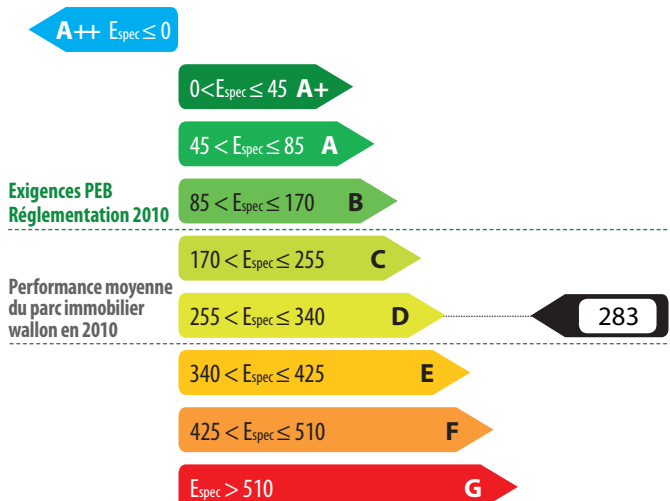 A++ Espec ≤ 0
0<Espec ≤ 45 A+
45 < Espec ≤ 85 A
Exigences PEB
Réglementation 2010
85 < Espec ≤ 170 B
170 < Espec ≤ 255 C
Performance moyenne
du parc immobilier
wallon en 2010
255 < Espec ≤ 340 D
283
340 < Espec ≤ 425 E
425 < Espec ≤ 510 F
Espec > 510 G